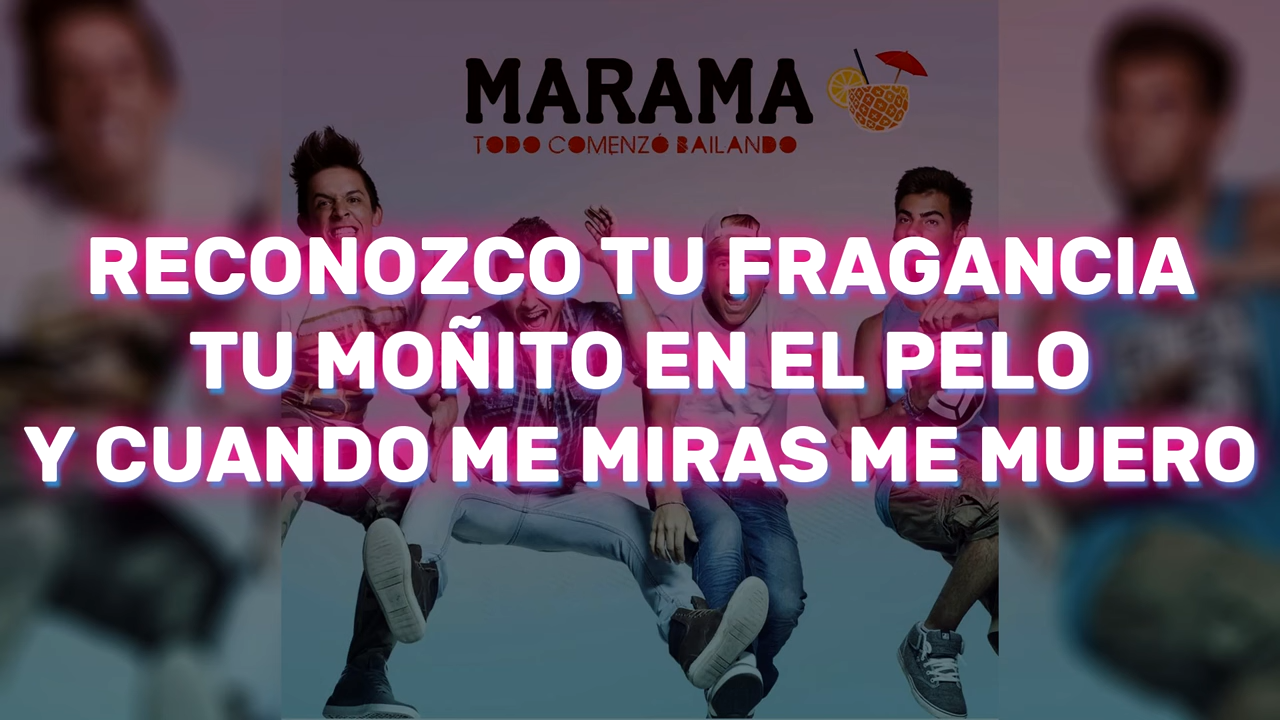 MARAMA
TODO COMENZÓ BAILANDO
RECONOZCO TU FRAGANCIA
TU MOÑITO EN EL PELO
Y CUANDO ME MIRAS ME MUERO